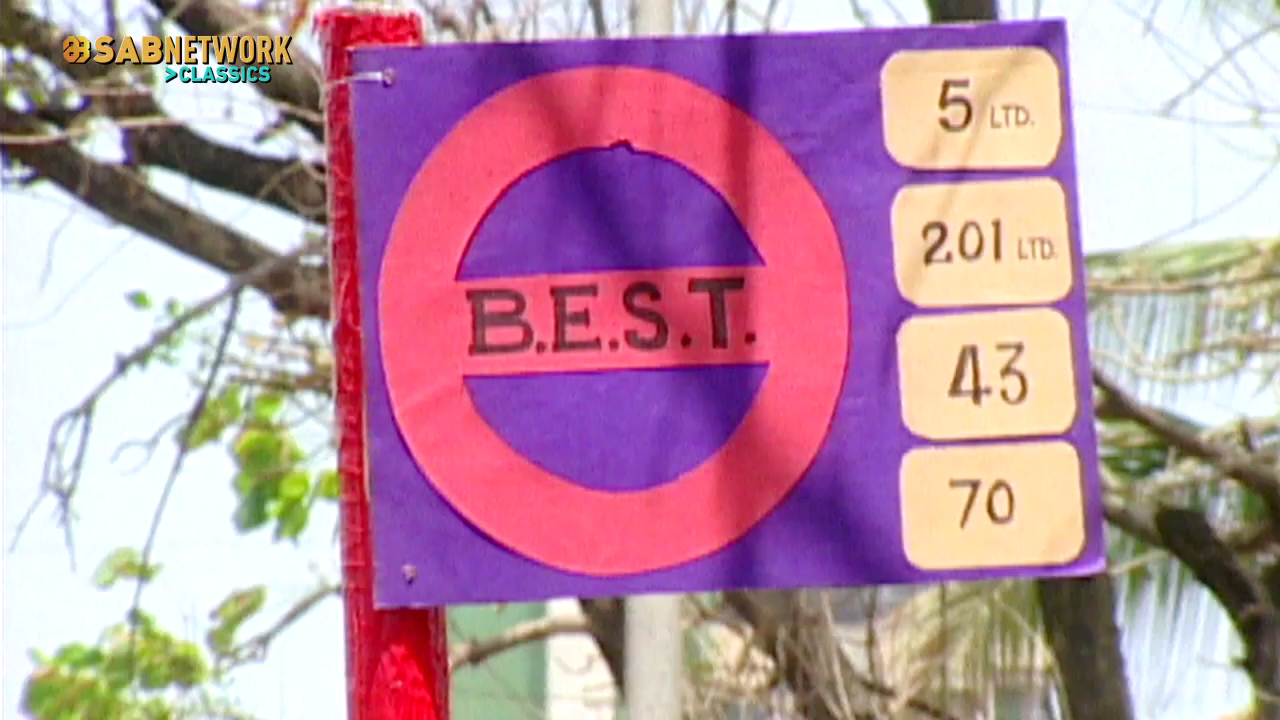 SABNETWORK
>CLASSICS
B.E.S.T.
5 LTD.
201 LTD.
43
70